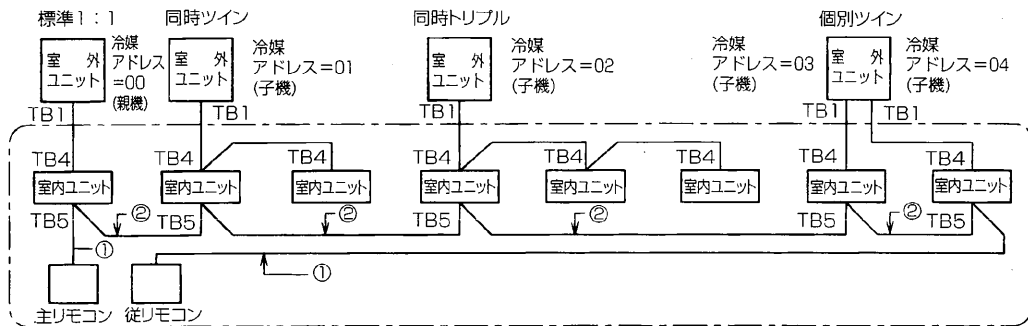 標準1：1
同時ツイン
同時トリプル
個別ツイン
室 外
ユニット
冷媒
アドレス
=00
(親機)
室 外
ユニット
冷媒
アドレス=01
(子機)
室 外
ユニット
冷媒
アドレス=02
(子機)
冷媒
アドレス=03
(子機)
室 外
ユニット
冷媒
アドレス=04
(子機)
TB1
TB1
TB1
TB1
TB1
TB4
TB4
TB4
TB4
TB4
TB4
TB4
室内ユニット
室内ユニット
室内ユニット
室内ユニット
室内ユニット
室内ユニット
室内ユニット
室内ユニット
TB5
②
TB5
②
TB5
②
TB5
②
TB5
①
①
主リモコン
従リモコン